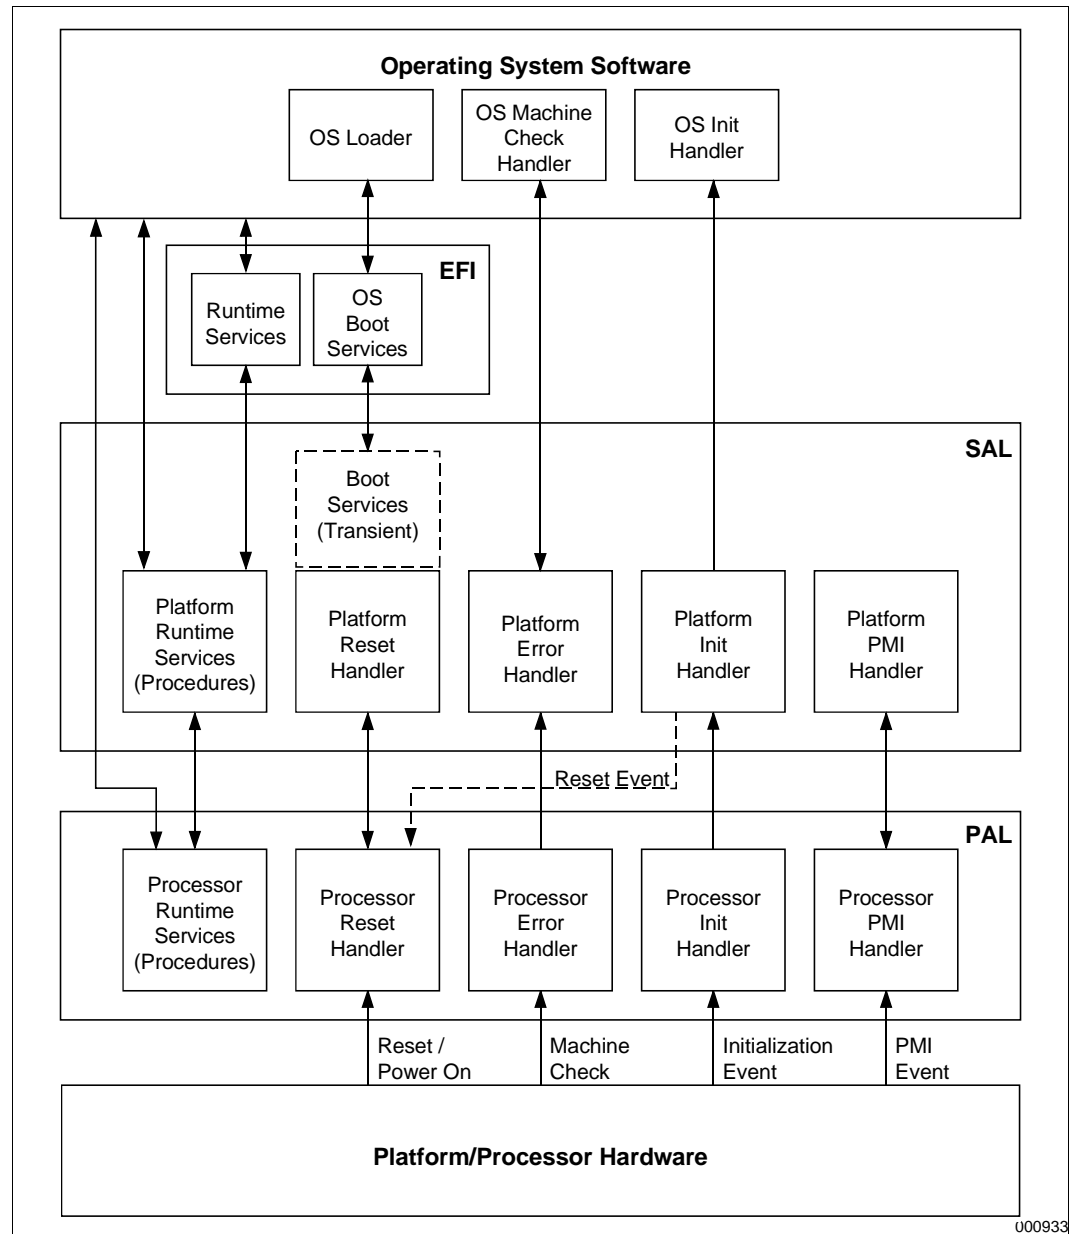 Operating System Software
OS Loader
OS Machine
Check
Handler
OS Init
Handler
EFI
Runtime
Services
OS
Boot
Services
SAL
Boot
Services
(Transient)
Platform
Runtime
Services
(Procedures)
Platform
Reset
Handler
Platform
Error
Handler
Platform
Init
Handler
Platform
PMI
Handler
Reset Event
PAL
Processor
Runtime
Services
(Procedures)
Processor
Reset
Handler
Processor
Error
Handler
Processor
Init
Handler
Processor
PMI
Handler
Reset /
Power On
Machine
Check
Initialization
Event
PMI
Event
Platform/Processor Hardware
000933